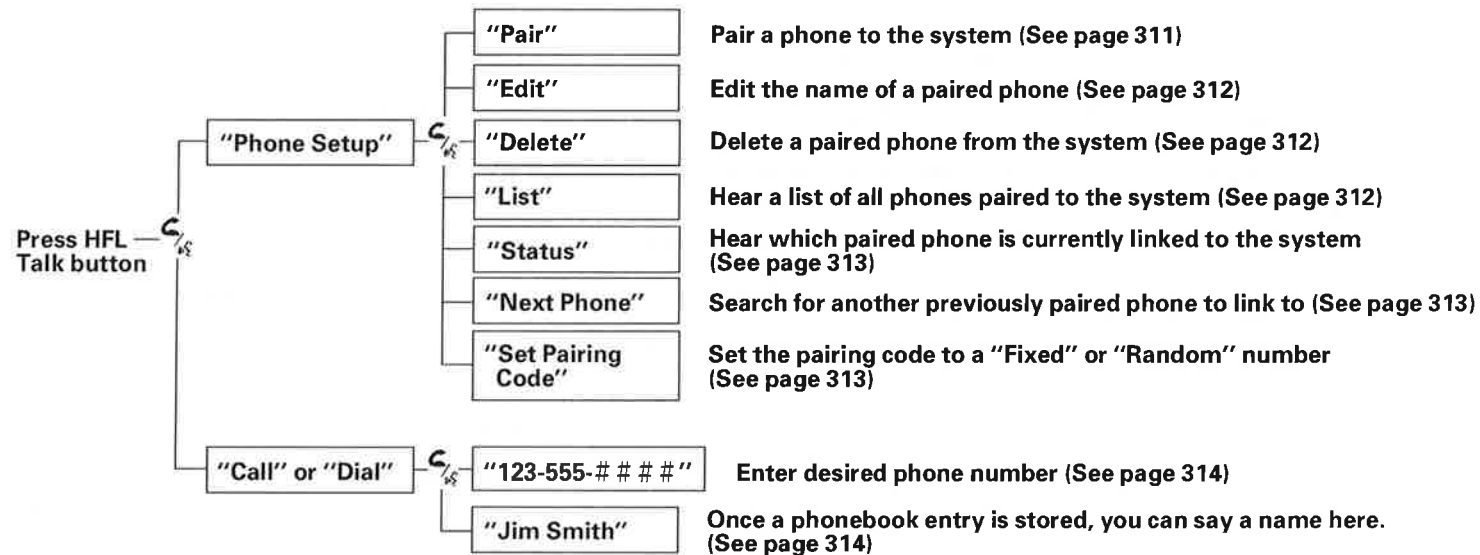 "Pair" Pair a phone to the system (See page 311)
"Edit" Edit the name of a paired phone (See page 312)
"Phone Setup" "Delete" Delete a paired phone from the system (See page 312)
"List" Hear a list of all phones paired to the system (See page 312)
Press HFL
Talk button
"Status" Hear which paired phone is currently linked to the system
(See page 313)
"Next Phone" Search for another previously paired phone to link to (See page 313)
"Set Pairing
Code"
Set the pairing code to a "Fixed" or "Random" number
(See page 313)
"Call" or "Dial" "123-555-####" Enter desired phone number (See page 314)
"Jim Smith" Once a phonebook entry is stored, you can say a name here.
(See page 314)